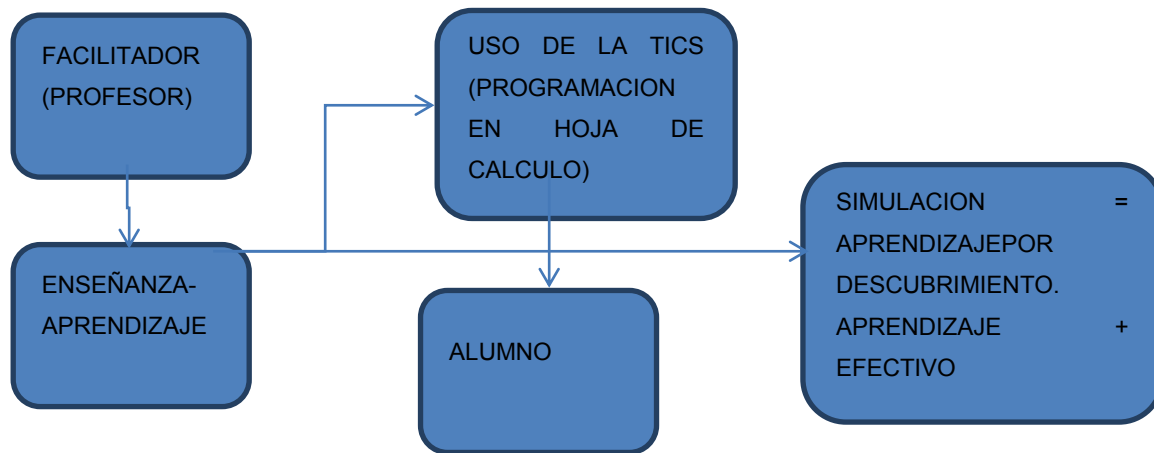 FACILITADOR
(PROFESOR)
USO DE LA TICS
(PROGRAMACION
EN HOJA DE
CALCULO)
ENSEÑANZA-
APRENDIZAJE
ALUMNO
SIMULACION =
APRENDIZAJEPOR
DESCUBRIMIENTO.
APRENDIZAJE +
EFECTIVO